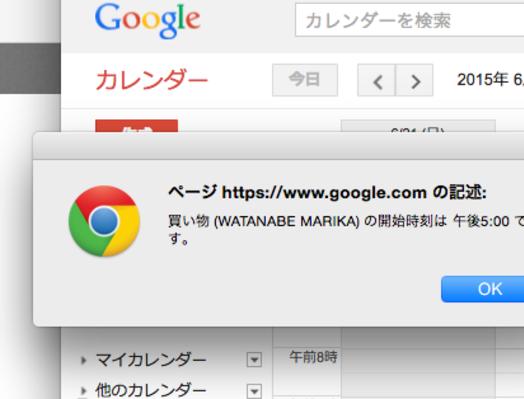 Google
カレンダーを検索
カレンダー
今日
2015年 6
作成
6/21 (日)
ページ https://www.google.com の記述:
買い物 (WATANABE MARIKA) の開始時刻は 午後5:00 で
す。
OK
マイカレンダー
午前8時
他のカレンダー